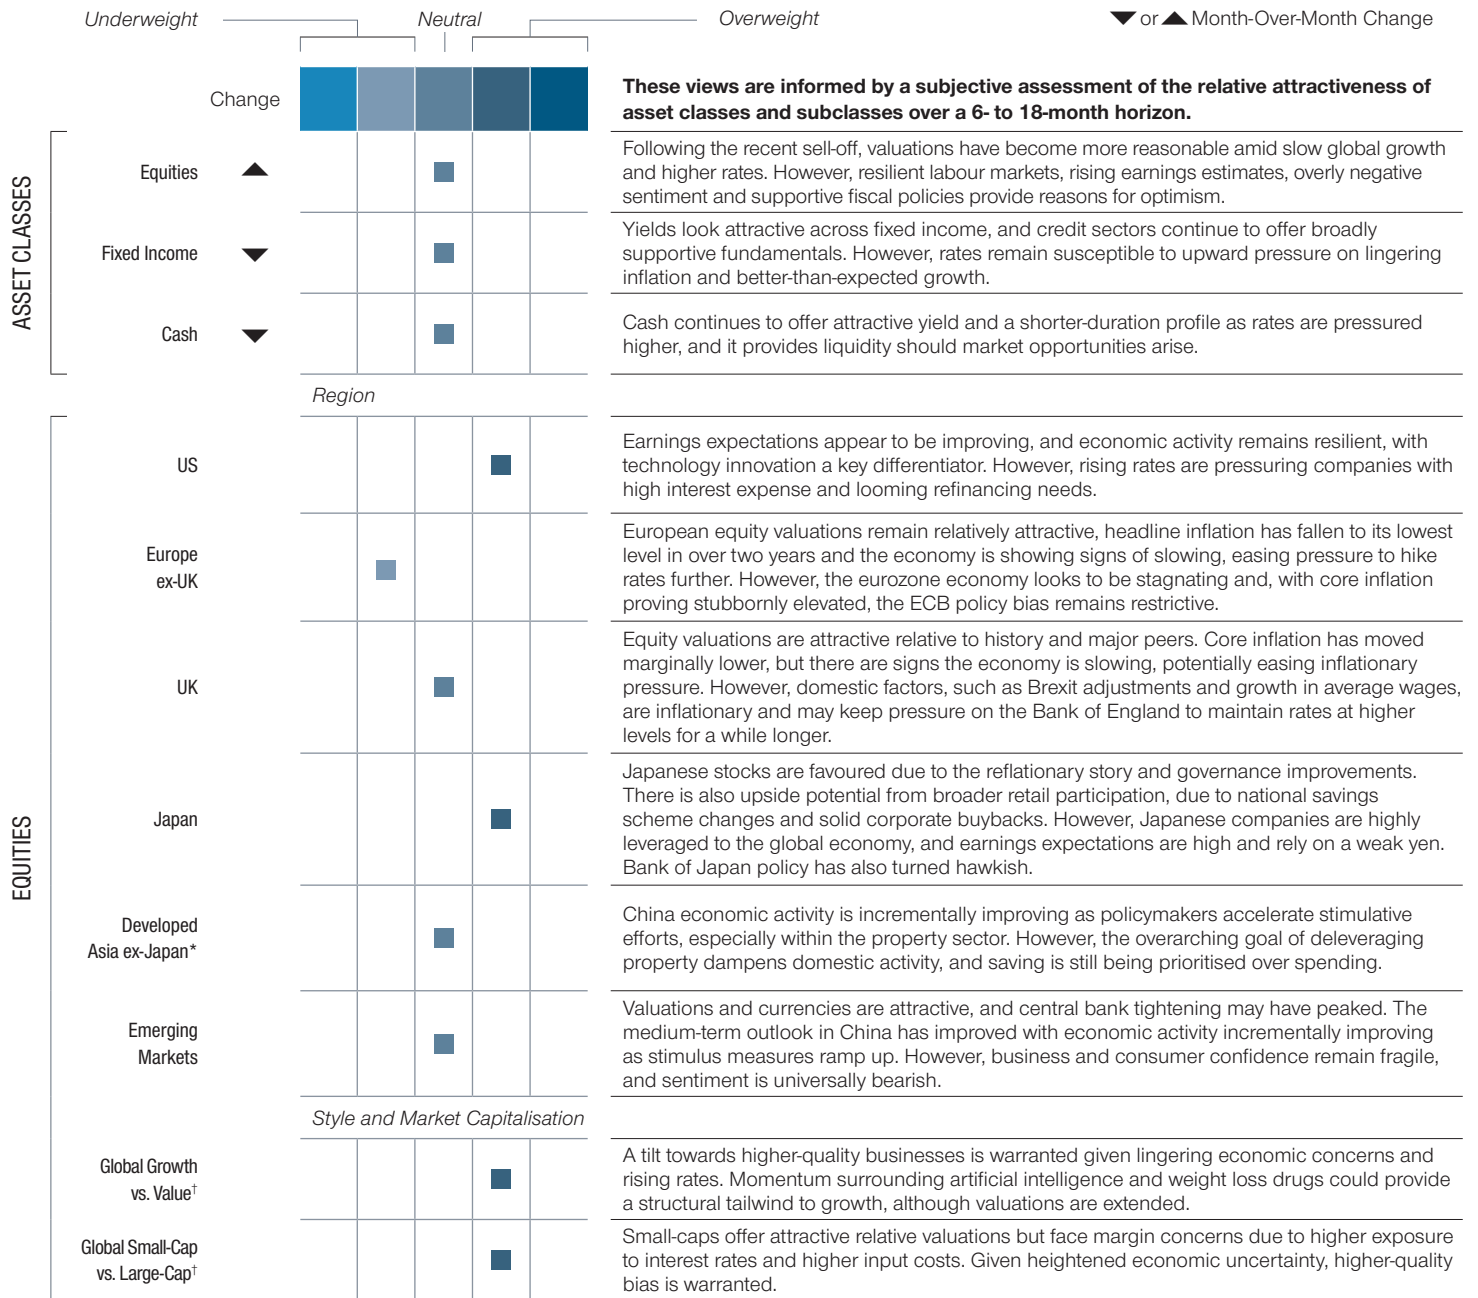 Underweight
Neutral
Overweight
▼ or ▲ Month-Over-Month Change
Change
These views are informed by a subjective assessment of the relative attractiveness of
asset classes and subclasses over a 6- to 18-month horizon.
ASSET CLASSES
Equities
▲
Following the recent sell-off, valuations have become more reasonable amid slow global growth
and higher rates. However, resilient labour markets, rising earnings estimates, overly negative
sentiment and supportive fiscal policies provide reasons for optimism.
Fixed Income
▼
Yields look attractive across fixed income, and credit sectors continue to offer broadly
supportive fundamentals. However, rates remain susceptible to upward pressure on lingering
inflation and better-than-expected growth.
Cash
▼
Cash continues to offer attractive yield and a shorter-duration profile as rates are pressured
higher, and it provides liquidity should market opportunities arise.
Region
EQUITIES
US
Earnings expectations appear to be improving, and economic activity remains resilient, with
technology innovation a key differentiator. However, rising rates are pressuring companies with
high interest expense and looming refinancing needs.
Europe
ex-UK
European equity valuations remain relatively attractive, headline inflation has fallen to its lowest
level in over two years and the economy is showing signs of slowing, easing pressure to hike
rates further. However, the eurozone economy looks to be stagnating and, with core inflation
proving stubbornly elevated, the ECB policy bias remains restrictive.
UK
Equity valuations are attractive relative to history and major peers. Core inflation has moved
marginally lower, but there are signs the economy is slowing, potentially easing inflationary
pressure. However, domestic factors, such as Brexit adjustments and growth in average wages,
are inflationary and may keep pressure on the Bank of England to maintain rates at higher
levels for a while longer.
Japan
Japanese stocks are favoured due to the reflationary story and governance improvements.
There is also upside potential from broader retail participation, due to national savings
scheme changes and solid corporate buybacks. However, Japanese companies are highly
leveraged to the global economy, and earnings expectations are high and rely on a weak yen.
Bank of Japan policy has also turned hawkish.
Developed
Asia ex-Japan*
China economic activity is incrementally improving as policymakers accelerate stimulative
efforts, especially within the property sector. However, the overarching goal of deleveraging
property dampens domestic activity, and saving is still being prioritised over spending.
Emerging
Markets
Valuations and currencies are attractive, and central bank tightening may have peaked. The
medium-term outlook in China has improved with economic activity incrementally improving
as stimulus measures ramp up. However, business and consumer confidence remain fragile,
and sentiment is universally bearish.
Style and Market Capitalisation
Global Growth
vs. Value†
A tilt towards higher-quality businesses is warranted given lingering economic concerns and
rising rates. Momentum surrounding artificial intelligence and weight loss drugs could provide
a structural tailwind to growth, although valuations are extended.
Global Small-Cap
vs. Large-Cap†
Small-caps offer attractive relative valuations but face margin concerns due to higher exposure
to interest rates and higher input costs. Given heightened economic uncertainty, higher-quality
bias is warranted.